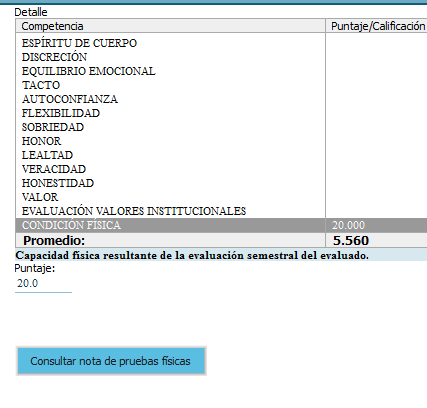 Detalle
Competencia Puntaje/Calificación
ESPÍRITU DE CUERPO
DISCRECIÓN
EQUILIBRIO EMOCIONAL
TACTO
AUTOCONFIANZA
FLEXIBILIDAD
SOBRIEDAD
HONOR
LEALTAD
VERACIDAD
HONESTIDAD
VALOR
EVALUACIÓN VALORES INSTITUCIONALES
CONDICIÓN FÍSICA 20.000
Promedio: 5.560
Capacidad física resultante de la evaluación semestral del evaluado.
Puntaje:
20.0
Consultar nota de pruebas físicas